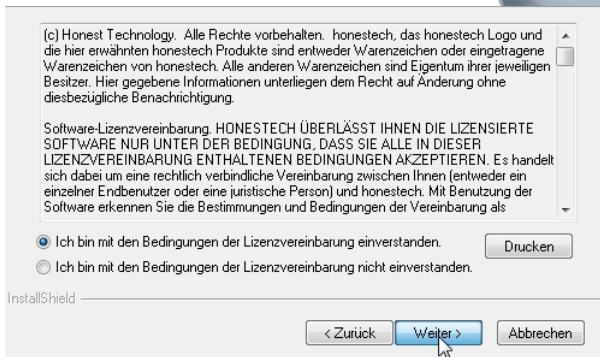 (c) Honest Technology. Alle Rechte vorbehalten. honestech, das honestech Logo und
die hier erwähnten honestech Produkte sind entweder Warenzeichen oder eingetragene
Warenzeichen von honestech. Alle anderen Warenzeichen sind Eigentum ihrer jeweiligen
Besitzer. Hier gegebene Informationen unterliegen dem Recht auf Änderung ohne
diesbezügliche Benachrichtigung.
Software-Lizenzvereinbarung. HONESTECH ÜBERLÄSST IHNEN DIE LIZENSIERTE
SOFTWARE NUR UNTER DER BEDINGUNG, DASS SIE ALLE IN DIESER
LIZENZVEREINBARUNG ENTHALTENEN BEDINGUNGEN AKZEPTIEREN. Es handelt
sich dabei um eine rechtlich verbindliche Vereinbarung zwischen Ihnen (entweder ein
einzelner Endbenutzer oder eine juristische Person) und honestech. Mit Benutzung der
Software erkennen Sie die Bestimmungen und Bedingungen der Vereinbarung als
Ich bin mit den Bedingungen der Lizenzvereinbarung einverstanden.
Drucken
Ich bin mit den Bedingungen der Lizenzvereinbarung nicht einverstanden.
InstallShield
< Zurück Weiter > Abbrechen